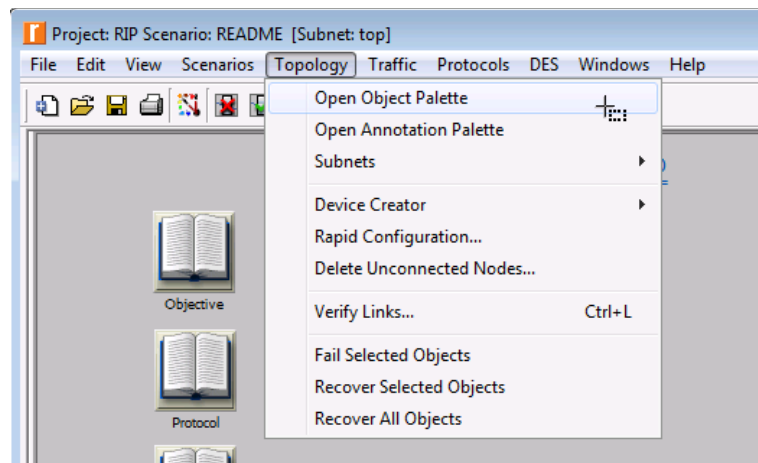 Project: RIP Scenario: README [Subnet: top]
File Edit View Scenarios Topology Traffic Protocols DES Windows Help
Open Object Palette
Open Annotation Palette
Subnets
Device Creator
Rapid Configuration...
Delete Unconnected Nodes...
Verify Links... Ctrl+L
Fail Selected Objects
Recover Selected Objects
Recover All Objects
Objective
Protocol